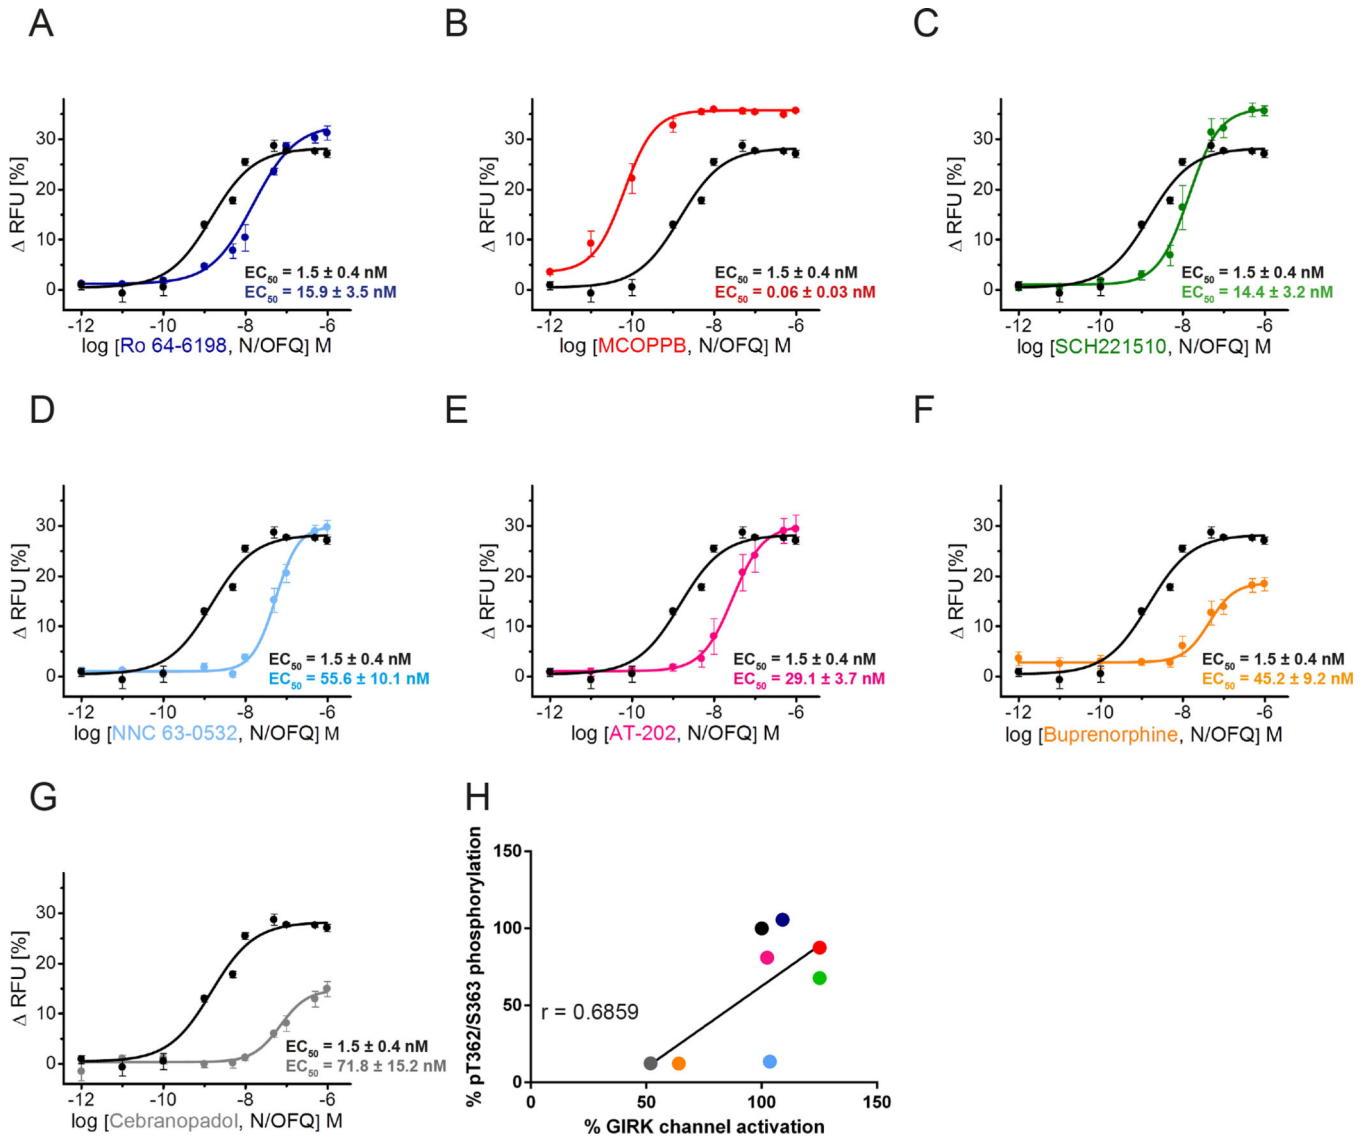 A
B
C
Δ RFU [%]
30
20
10
0
-12
-10
-8
-6
EC50 = 1.5 ± 0.4 nM
EC50 = 15.9 ± 3.5 nM
log [Ro 64-6198, N/OFQ] M
Δ RFU [%]
30
20
10
0
-12
-10
-8
-6
EC50 = 1.5 ± 0.4 nM
EC50 = 0.06 ± 0.03 nM
log [MCOPPB, N/OFQ] M
Δ RFU [%]
30
20
10
0
-12
-10
-8
-6
EC50 = 1.5 ± 0.4 nM
EC50 = 14.4 ± 3.2 nM
log [SCH221510, N/OFQ] M
D
E
F
Δ RFU [%]
30
20
10
0
-12
-10
-8
-6
EC50 = 1.5 ± 0.4 nM
EC50 = 55.6 ± 10.1 nM
log [NNC 63-0532, N/OFQ] M
Δ RFU [%]
30
20
10
0
-12
-10
-8
-6
EC50 = 1.5 ± 0.4 nM
EC50 = 29.1 ± 3.7 nM
log [AT-202, N/OFQ] M
Δ RFU [%]
30
20
10
0
-12
-10
-8
-6
EC50 = 1.5 ± 0.4 nM
EC50 = 45.2 ± 9.2 nM
log [Buprenorphine, N/OFQ] M
G
H
Δ RFU [%]
30
20
10
0
-12
-10
-8
-6
EC50 = 1.5 ± 0.4 nM
EC50 = 71.8 ± 15.2 nM
log [Cebranopadol, N/OFQ] M
% pT362/S363 phosphorylation
150
100
50
0
r = 0.6859
0
50
100
150
% GIRK channel activation